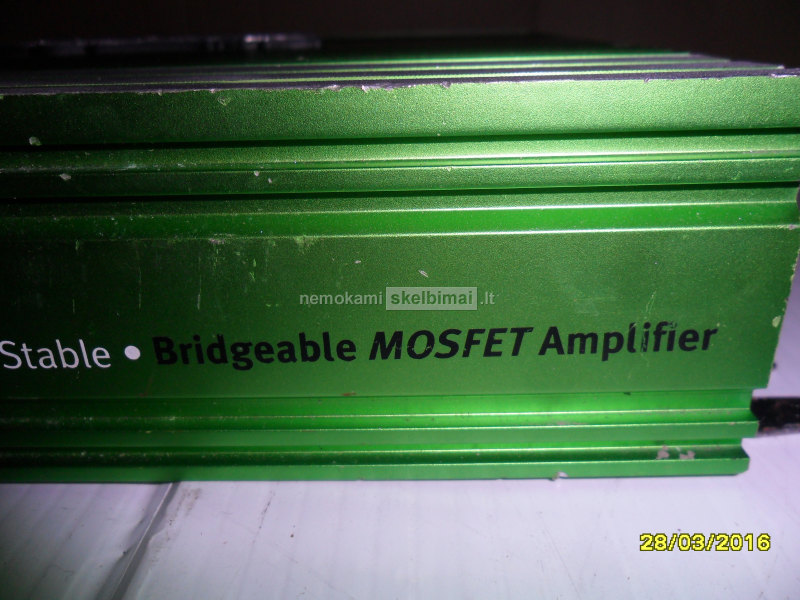 nemokami skelbimai .lt
Stable • Bridgeable MOSFET Amplifier
28/03/2016